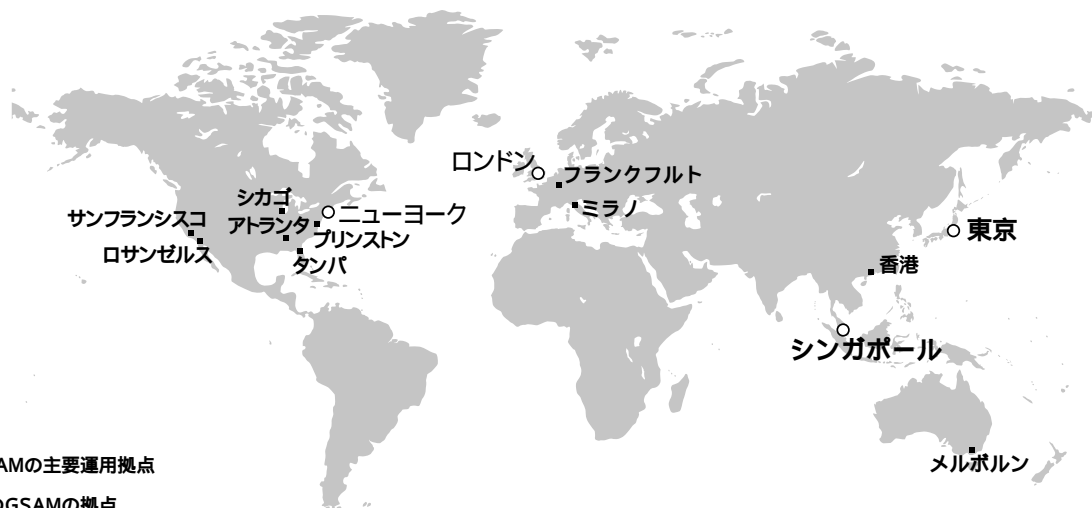 ロンドン
フランクフルト
ミラノ
シカゴ
ニューヨーク
サンフランシスコ
アトランタ
プリンストン
ロサンゼルス
タンパ
東京
香港
シンガポール
メルボルン
AMの主要運用拠点
GSAMの拠点